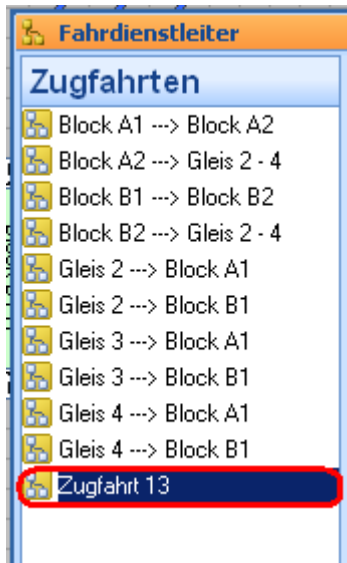 Fahrdienstleiter
Zugfahrten
Block A1 ---> Block A2
Block A2 ---> Gleis 2 - 4
Block B1 ---> Block B2
Block B2 ---> Gleis 2 - 4
Gleis 2 ---> Block A1
Gleis 2 ---> Block B1
Gleis 3 ---> Block A1
Gleis 3 ---> Block B1
Gleis 4 ---> Block A1
Gleis 4 ---> Block B1
Zugfahrt 13